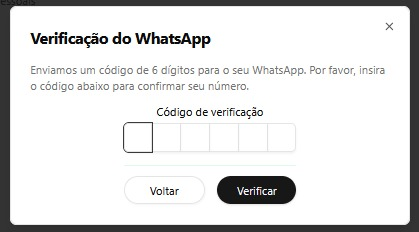 Verificação do WhatsApp
Enviamos um código de 6 dígitos para o seu WhatsApp. Por favor, insira
o código abaixo para confirmar seu número.
Código de verificação
Voltar
Verificar